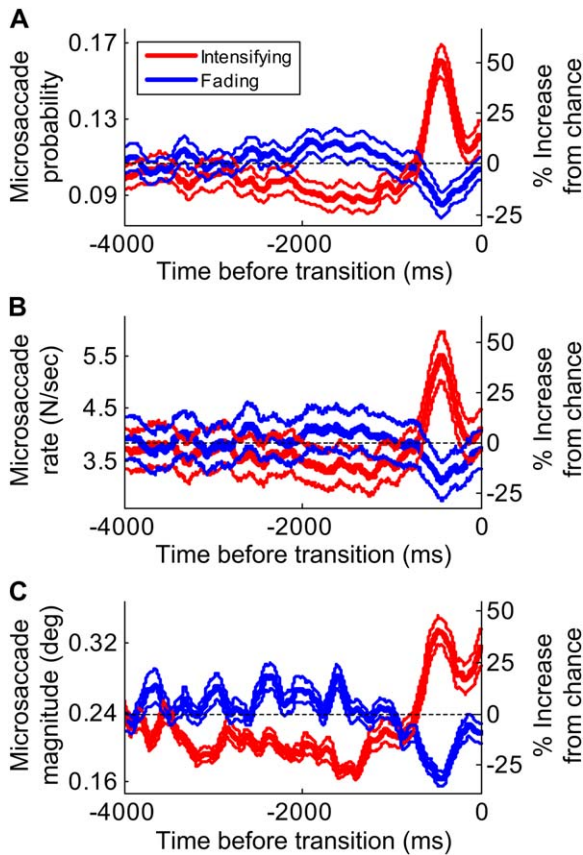 A
Microsaccade
probability
0.17
0.13
0.09
Intensifying
Fading
50
25
0
-25
% Increase
from chance
-4000
-2000
0
Time before transition (ms)
B
Microsaccade
rate (N/sec)
5.5
4.5
3.5
50
25
0
-25
% Increase
from chance
-4000
-2000
0
Time before transition (ms)
C
Microsaccade
magnitude (deg)
0.32
0.24
0.16
50
25
0
-25
% Increase
from chance
-4000
-2000
0
Time before transition (ms)